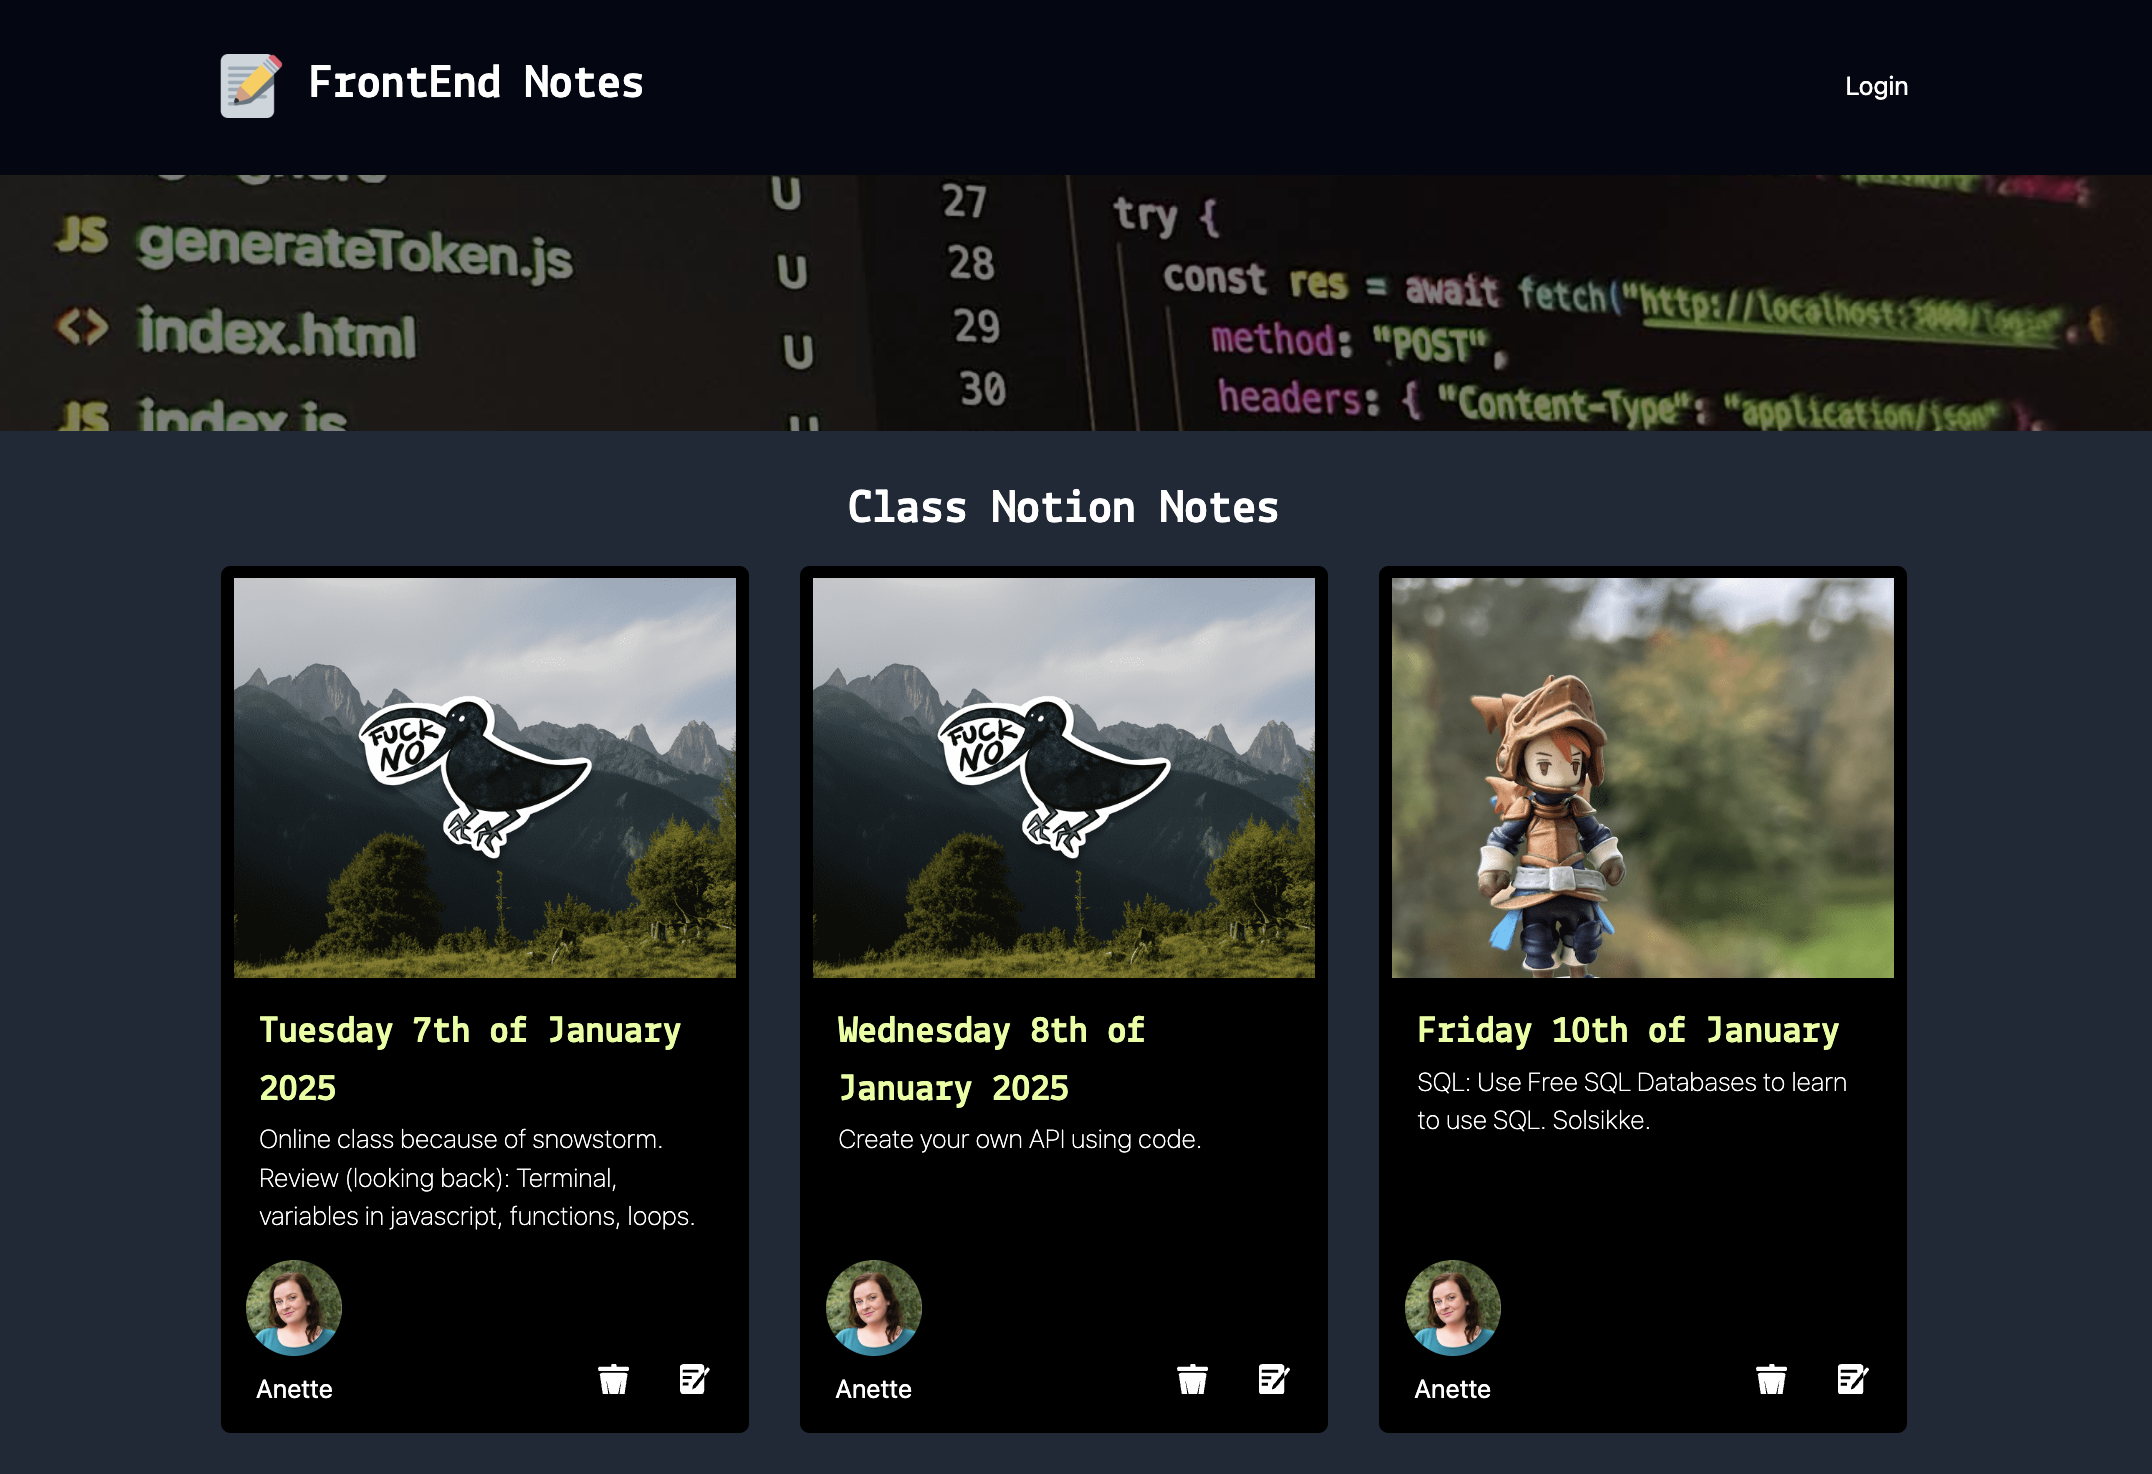 FrontEnd Notes
Login
JS generateToken.js U
<> index.html U
JS index.js U
27 try {
28 const res = await fetch("http://localhost:3000/login", {
29 method: "POST",
30 headers: { "Content-Type": "application/json" },
Class Notion Notes
FUCK
NO
Tuesday 7th of January
2025
Online class because of snowstorm.
Review (looking back): Terminal,
variables in javascript, functions, loops.
Anette
FUCK
NO
Wednesday 8th of
January 2025
Create your own API using code.
Anette
Friday 10th of January
SQL: Use Free SQL Databases to learn
to use SQL. Solsikke.
Anette